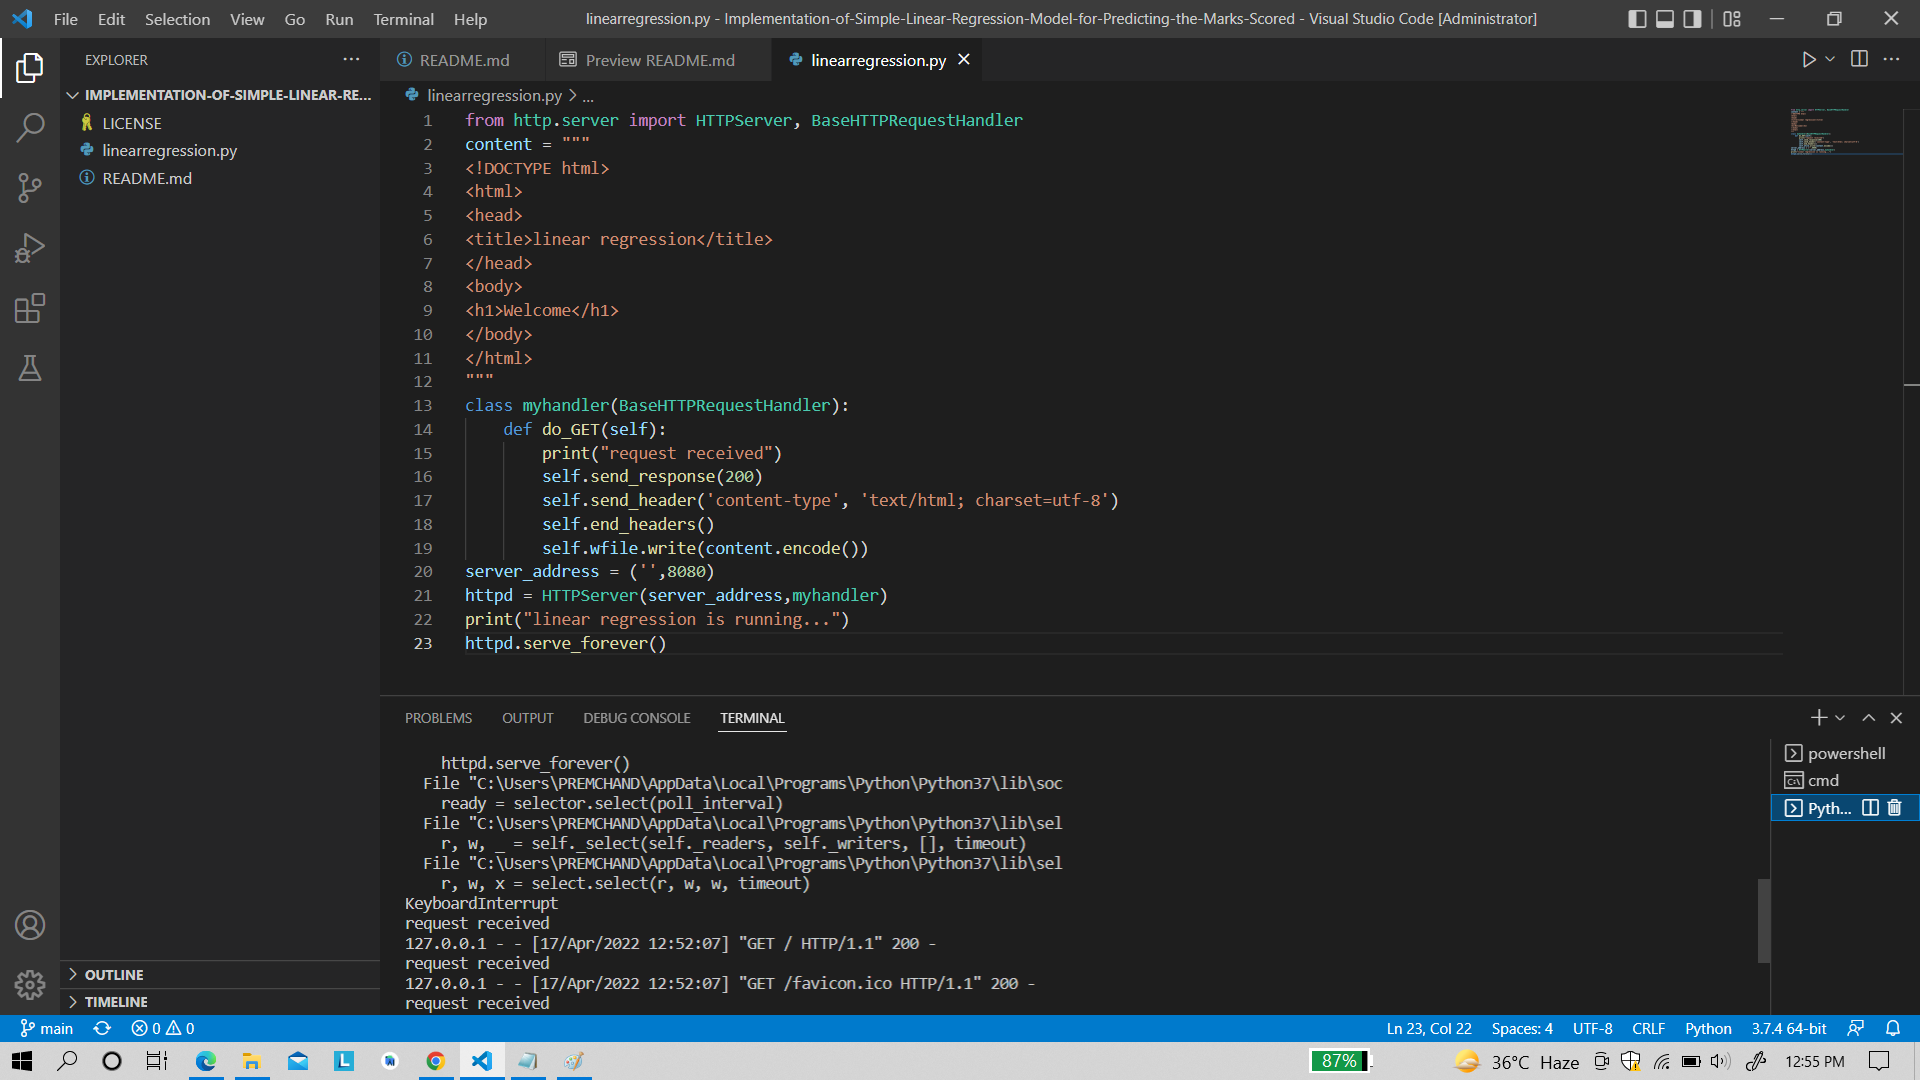 File Edit Selection View Go Run Terminal Help
linearregression.py - Implementation-of-Simple-Linear-Regression-Model-for-Predicting-the-Marks-Scored - Visual Studio Code [Administrator]
EXPLORER
README.md
Preview README.md
linearregression.py
IMPLEMENTATION-OF-SIMPLE-LINEAR-RE...
LICENSE
linearregression.py
README.md
linearregression.py > ...
1 from http.server import HTTPServer, BaseHTTPRequestHandler
2 content = """
3 <!DOCTYPE html>
4 <html>
5 <head>
6 <title>linear regression</title>
7 </head>
8 <body>
9 <h1>Welcome</h1>
10 </body>
11 </html>
12 """
13 class myhandler(BaseHTTPRequestHandler):
14     def do_GET(self):
15         print("request received")
16         self.send_response(200)
17         self.send_header('content-type', 'text/html; charset=utf-8')
18         self.end_headers()
19         self.wfile.write(content.encode())
20 server_address = ('',8080)
21 httpd = HTTPServer(server_address,myhandler)
22 print("linear regression is running...")
23 httpd.serve_forever()
PROBLEMS OUTPUT DEBUG CONSOLE TERMINAL
httpd.serve_forever()
File "C:\Users\PREMCHAND\AppData\Local\Programs\Python\Python37\lib\soc
ready = selector.select(poll_interval)
File "C:\Users\PREMCHAND\AppData\Local\Programs\Python\Python37\lib\sel
r, w, _ = self._select(self._readers, self._writers, [], timeout)
File "C:\Users\PREMCHAND\AppData\Local\Programs\Python\Python37\lib\sel
r, w, x = select.select(r, w, w, timeout)
KeyboardInterrupt
request received
127.0.0.1 - - [17/Apr/2022 12:52:07] "GET / HTTP/1.1" 200 -
request received
127.0.0.1 - - [17/Apr/2022 12:52:07] "GET /favicon.ico HTTP/1.1" 200 -
request received
powershell
cmd
Pyth...
OUTLINE
TIMELINE
main 0 0
Ln 23, Col 22 Spaces: 4 UTF-8 CRLF Python 3.7.4 64-bit
87% 36°C Haze 12:55 PM